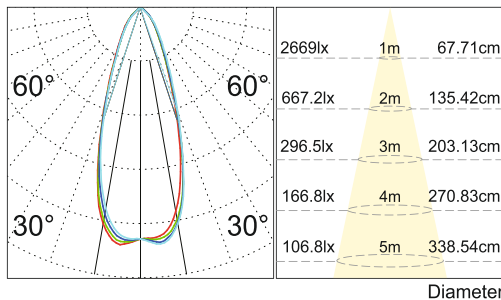 60° 60°
30° 30°
2669lx 1m 67.71cm
667.2lx 2m 135.42cm
296.5lx 3m 203.13cm
166.8lx 4m 270.83cm
106.8lx 5m 338.54cm
Diameter